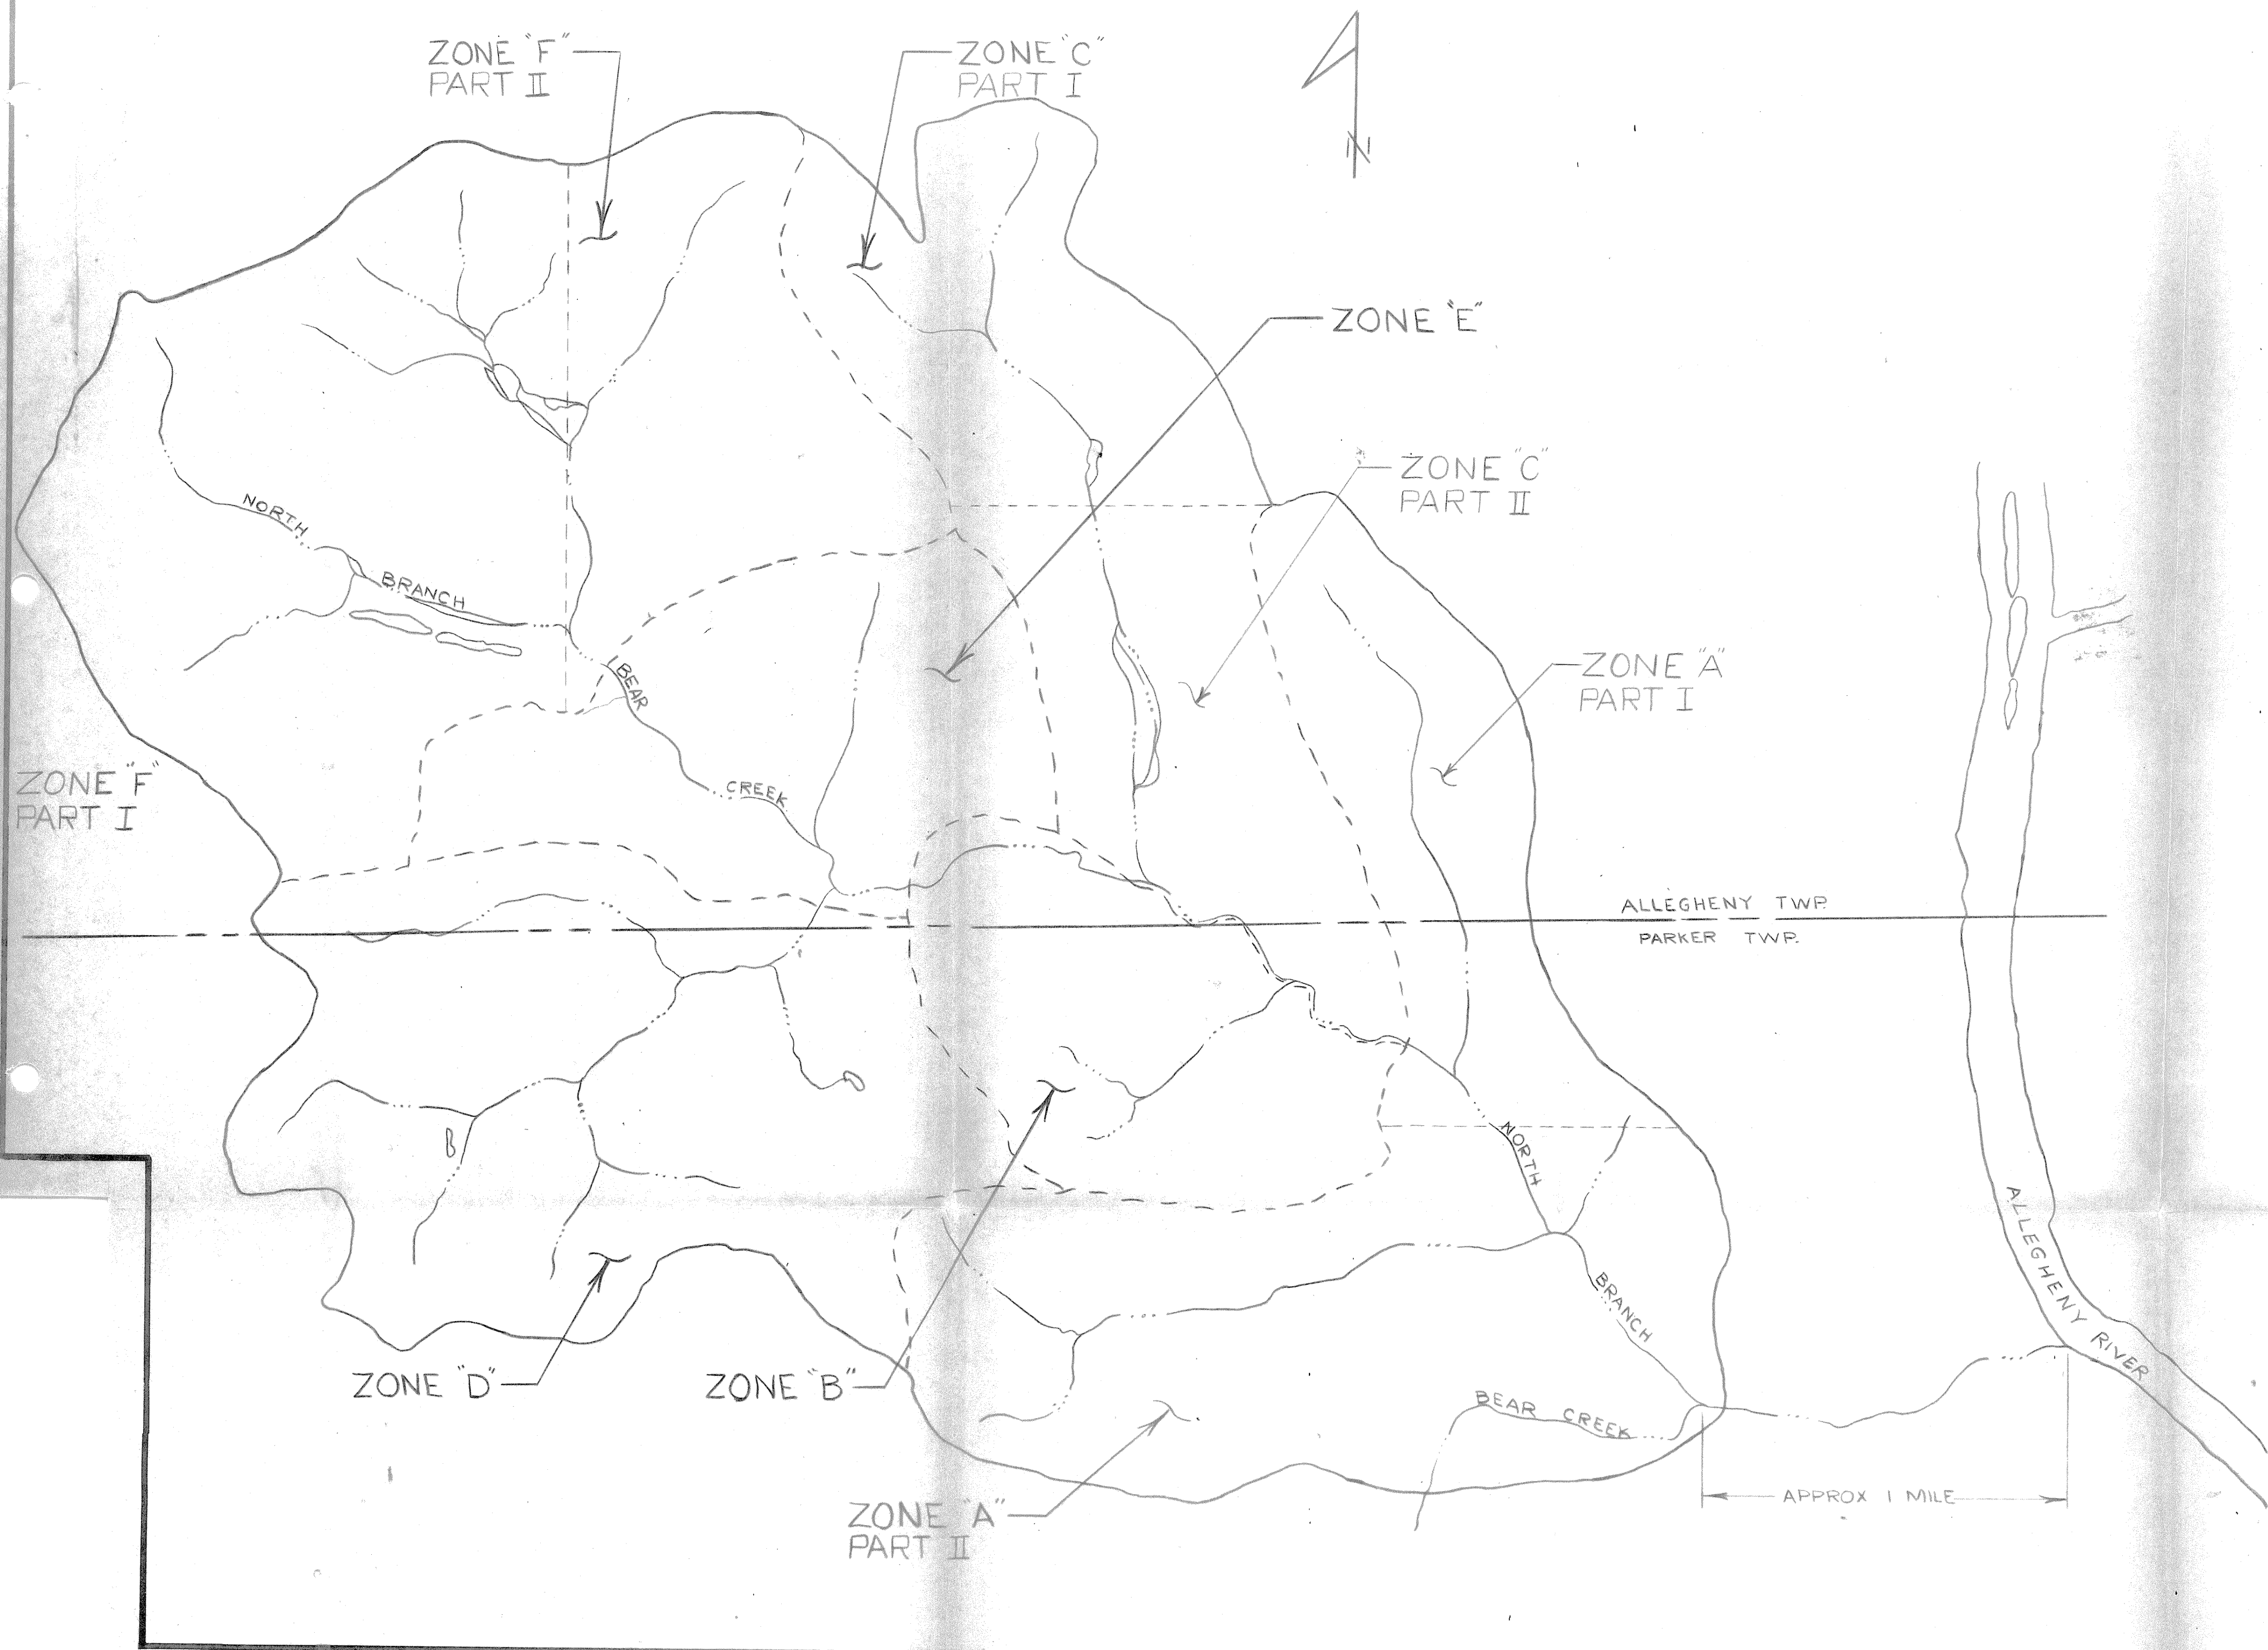 ZONE "F"
PART II
ZONE "C"
PART I
N
ZONE "E"
ZONE "C"
PART II
NORTH
BRANCH
BEAR
CREEK
ZONE "A"
PART I
ZONE "F"
PART I
ALLEGHENY TWP.
PARKER TWP.
NORTH
BRANCH
ALLEGHENY RIVER
ZONE "D"
ZONE "B"
BEAR CREEK
APPROX 1 MILE
ZONE "A"
PART II